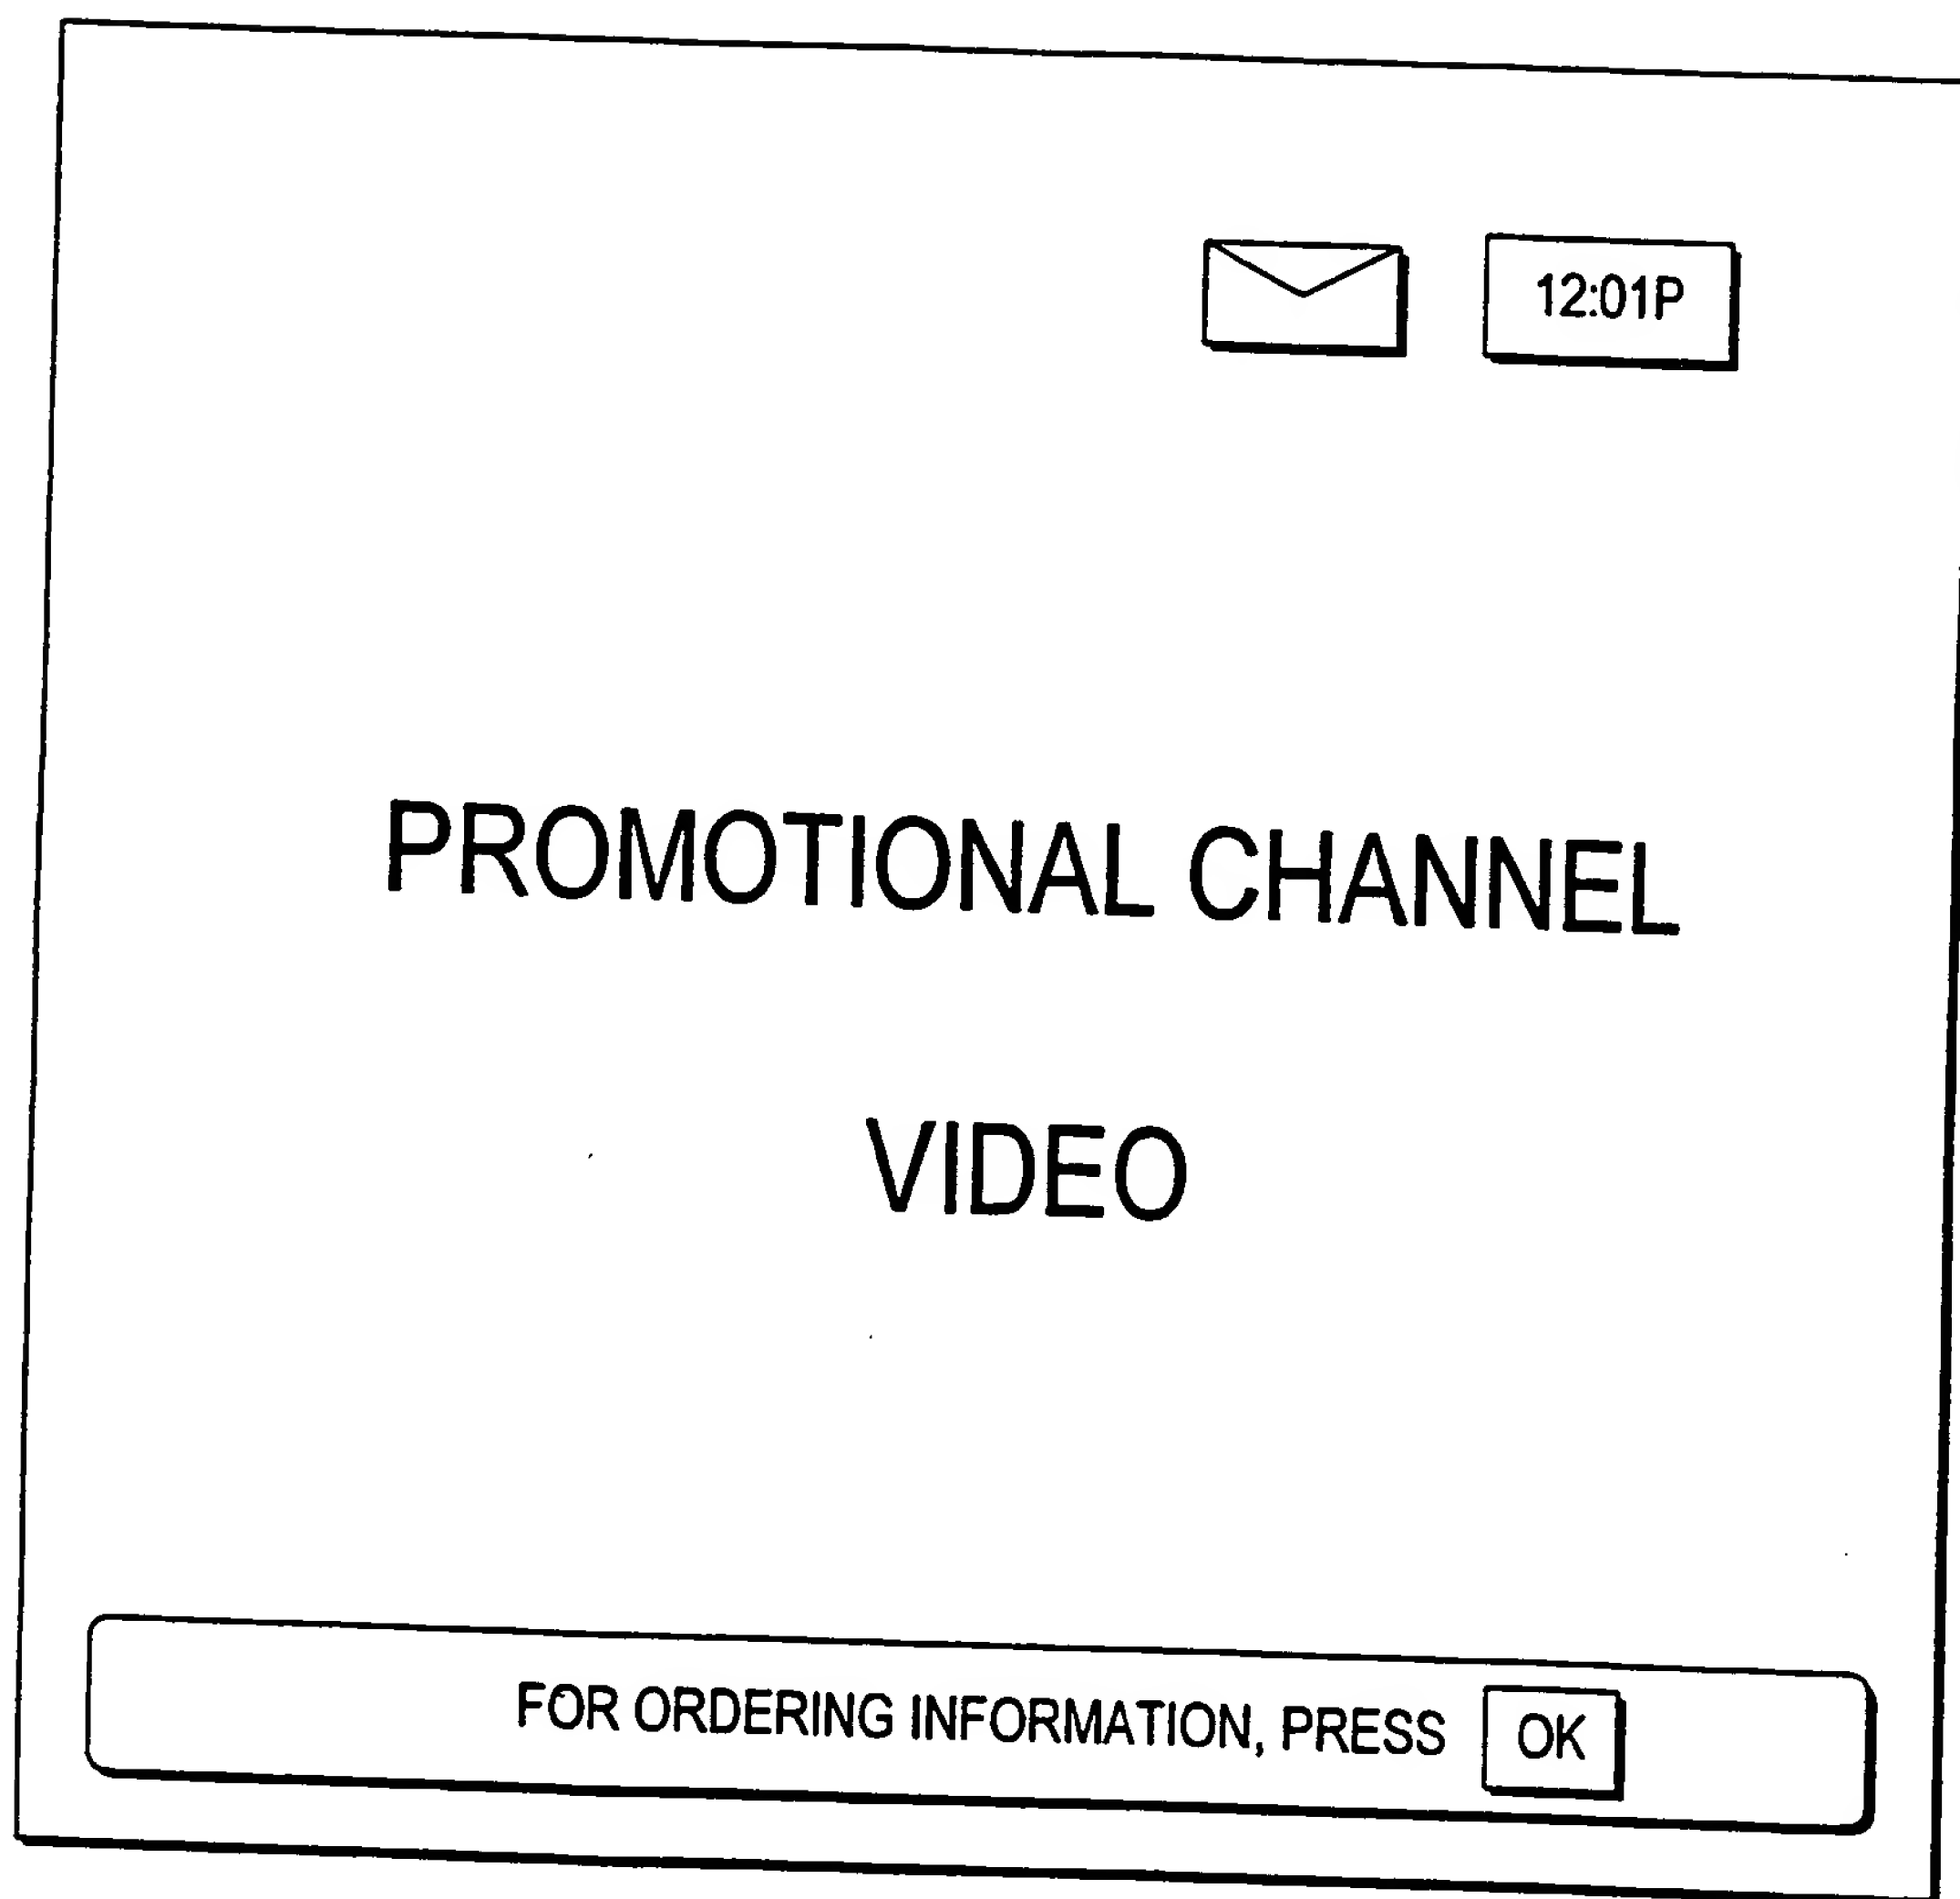 12:01P
PROMOTIONAL CHANNEL
VIDEO
FOR ORDERING INFORMATION, PRESS OK